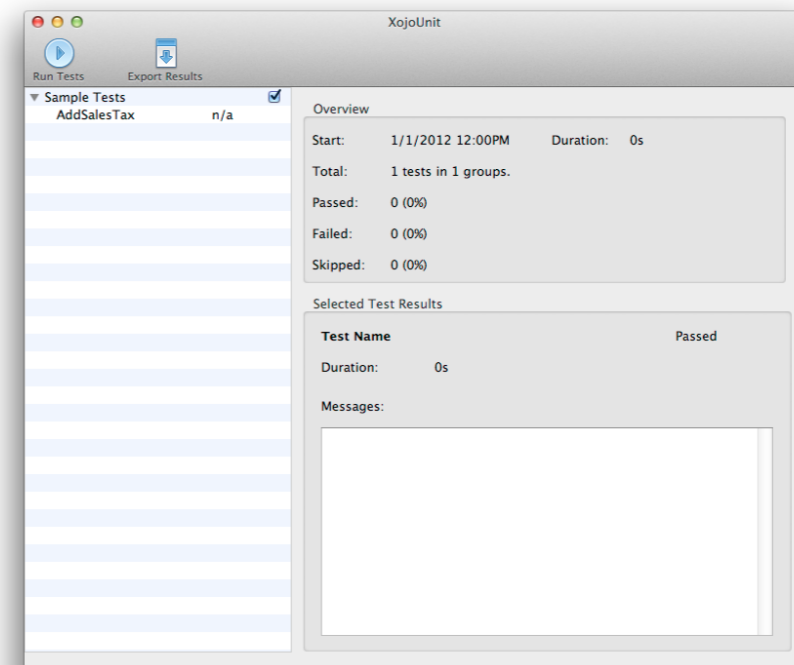 XojoUnit
Run Tests Export Results
Sample Tests
AddSalesTax n/a
Overview
Start: 1/1/2012 12:00PM Duration: 0s
Total: 1 tests in 1 groups.
Passed: 0 (0%)
Failed: 0 (0%)
Skipped: 0 (0%)
Selected Test Results
Test Name Passed
Duration: 0s
Messages: